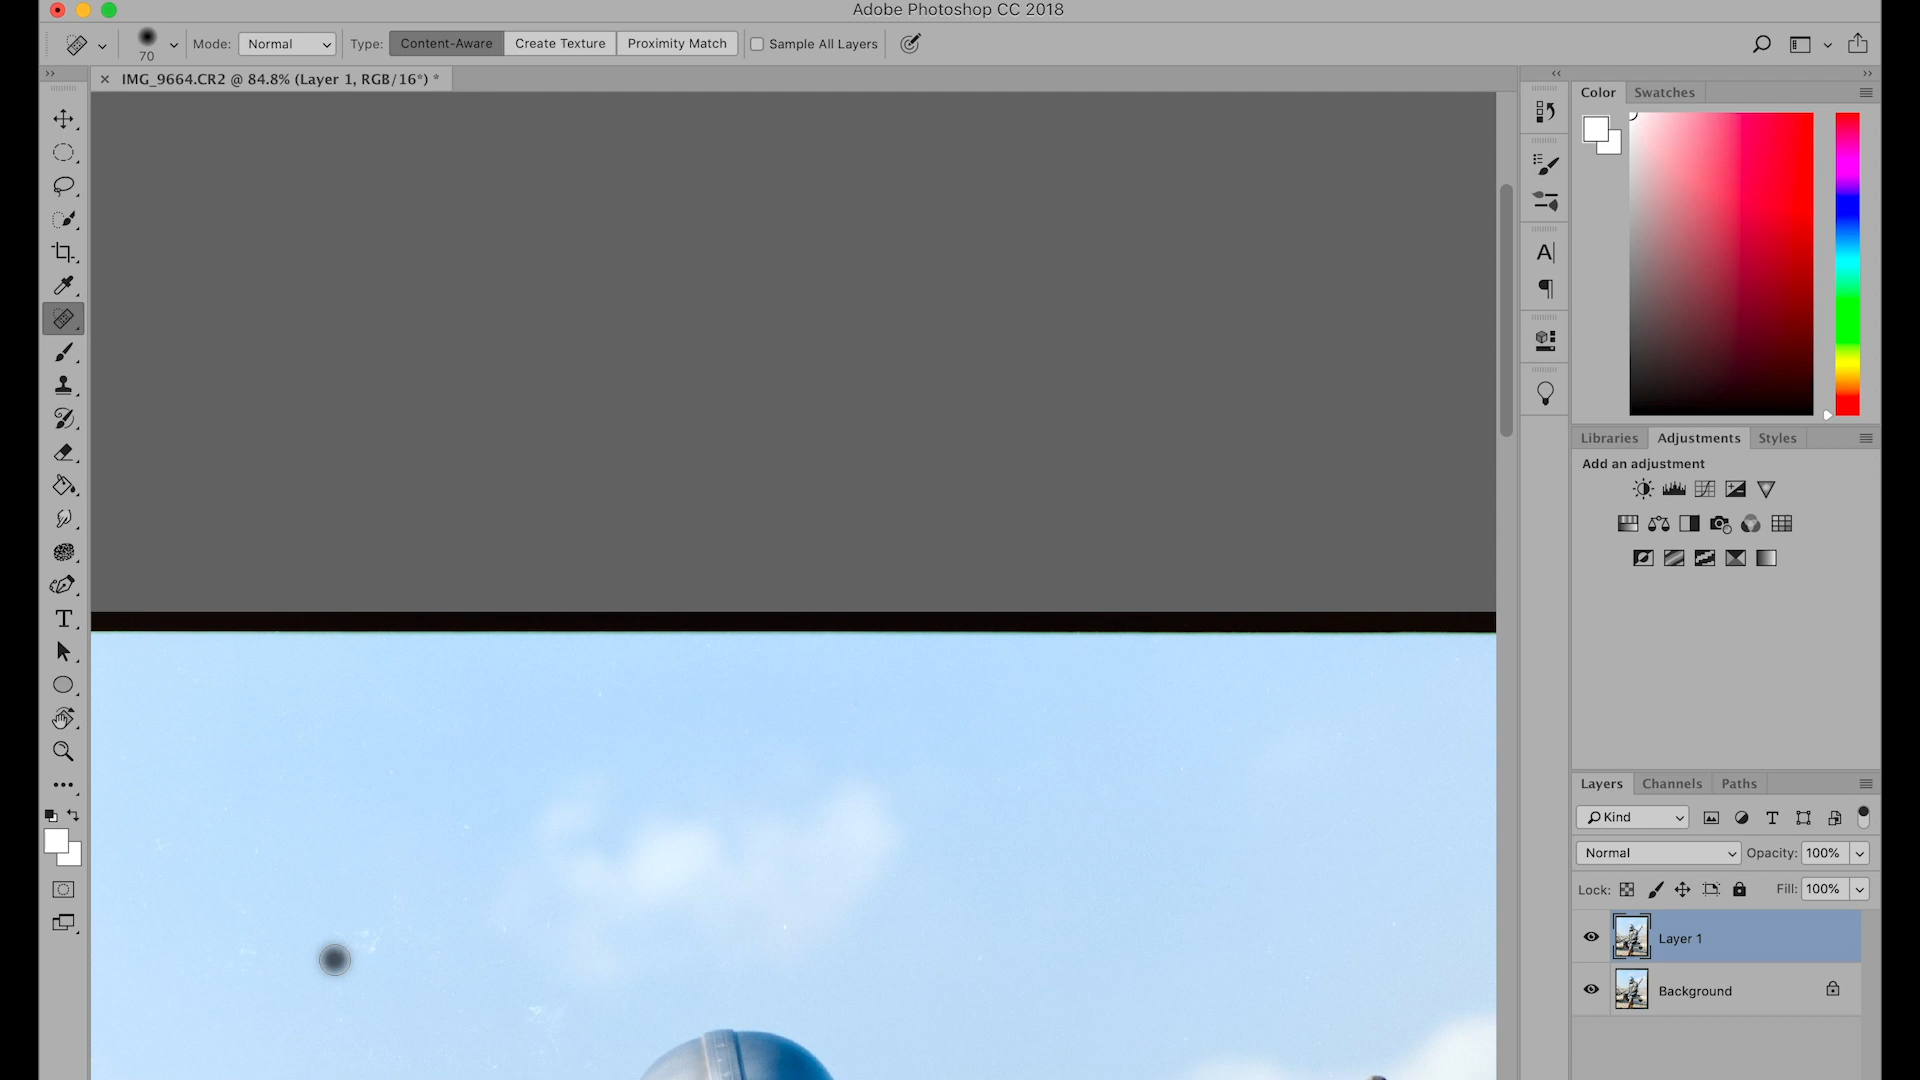 Adobe Photoshop CC 2018
70
Mode: Normal
Type: Content-Aware Create Texture Proximity Match
Sample All Layers
IMG_9664.CR2 @ 84.8% (Layer 1, RGB/16*) *
Color Swatches
Libraries Adjustments Styles
Add an adjustment
Layers Channels Paths
Kind
Normal Opacity: 100%
Lock: Fill: 100%
Layer 1
Background